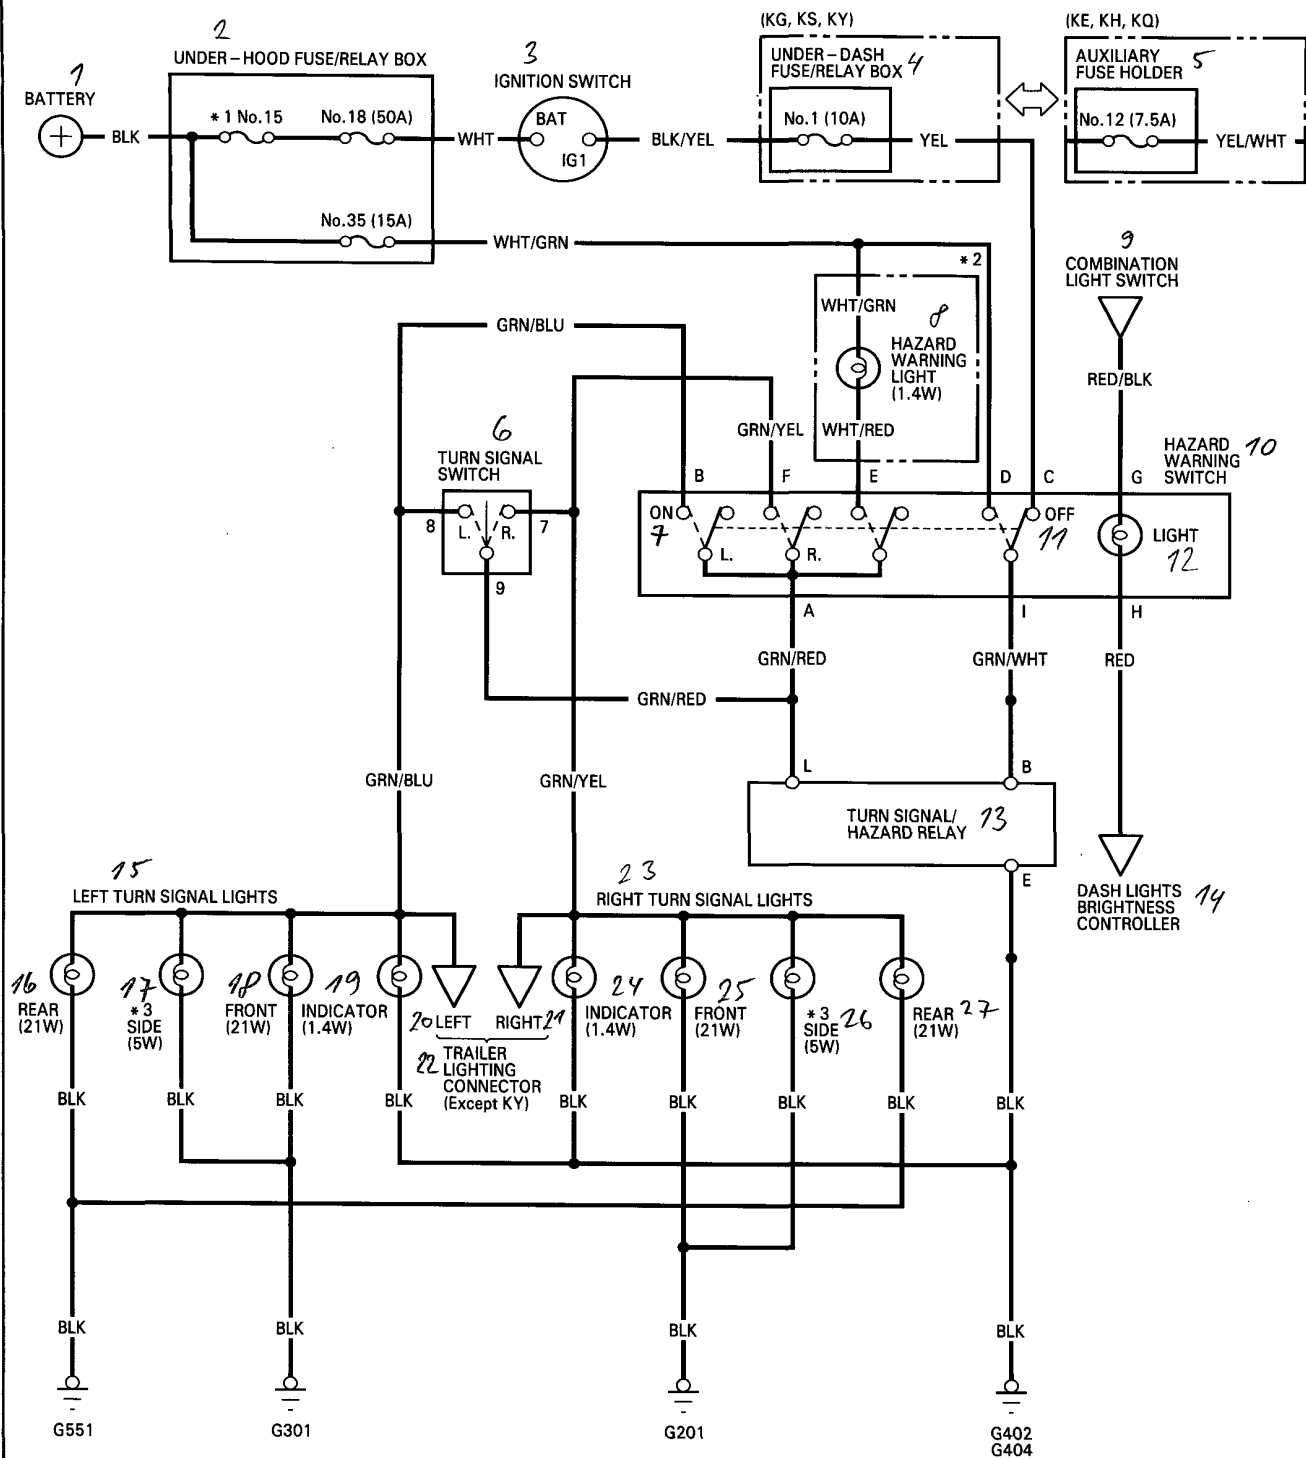 (KG, KS, KY)
(KE, KH, KQ)
1
BATTERY
2
UNDER-HOOD FUSE/RELAY BOX
3
IGNITION SWITCH
UNDER-DASH
FUSE/RELAY BOX 4
AUXILIARY
FUSE HOLDER 5
BLK
*1 No.15
No.18 (50A)
WHT
BAT
IG1
BLK/YEL
No.1 (10A)
YEL
No.12 (7.5A)
YEL/WHT
No.35 (15A)
WHT/GRN
*2
9
COMBINATION
LIGHT SWITCH
WHT/GRN
8
HAZARD
WARNING
LIGHT
(1.4W)
GRN/BLU
RED/BLK
GRN/YEL
WHT/RED
6
TURN SIGNAL
SWITCH
HAZARD
WARNING
SWITCH
10
B
F
E
D
C
G
8
L.
R.
7
9
ON
7
L.
R.
OFF
11
LIGHT
12
A
I
H
GRN/RED
GRN/WHT
RED
GRN/RED
GRN/BLU
GRN/YEL
L
B
TURN SIGNAL/
HAZARD RELAY
13
E
15
LEFT TURN SIGNAL LIGHTS
23
RIGHT TURN SIGNAL LIGHTS
DASH LIGHTS
BRIGHTNESS
CONTROLLER
14
16
REAR
(21W)
17
*3
SIDE
(5W)
18
FRONT
(21W)
19
INDICATOR
(1.4W)
20 LEFT
RIGHT 21
22
TRAILER
LIGHTING
CONNECTOR
(Except KY)
24
INDICATOR
(1.4W)
25
FRONT
(21W)
*3
SIDE
(5W)
26
REAR
(21W)
27
BLK
BLK
BLK
BLK
BLK
BLK
BLK
BLK
BLK
BLK
BLK
BLK
BLK
G551
G301
G201
G402
G404